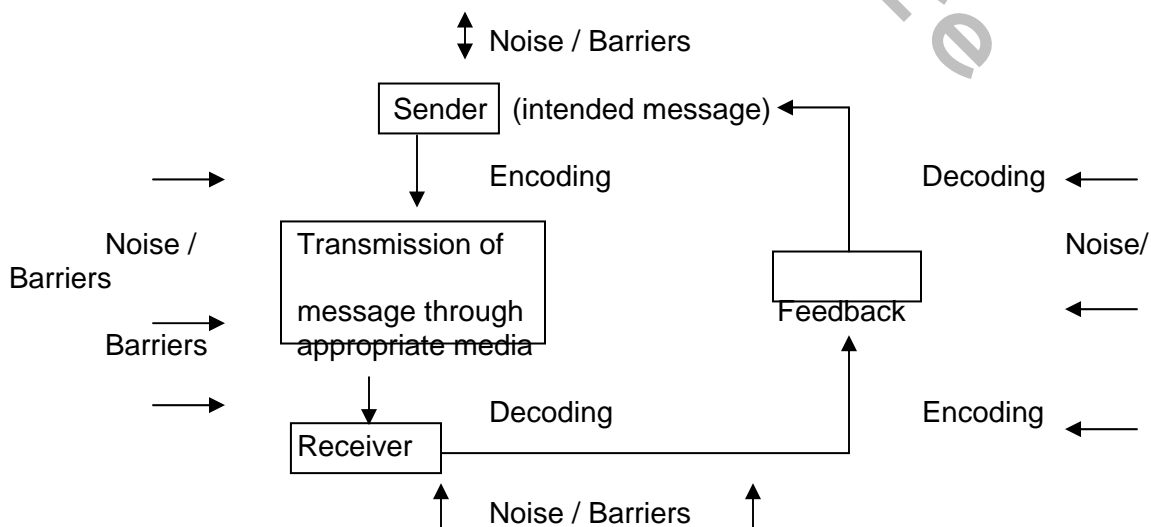 Noise / Barriers
Sender (intended message)
Encoding
Decoding
Noise /
Barriers
Transmission of
Noise/
message through
Feedback
Barriers
appropriate media
Decoding
Encoding
Receiver
Noise / Barriers